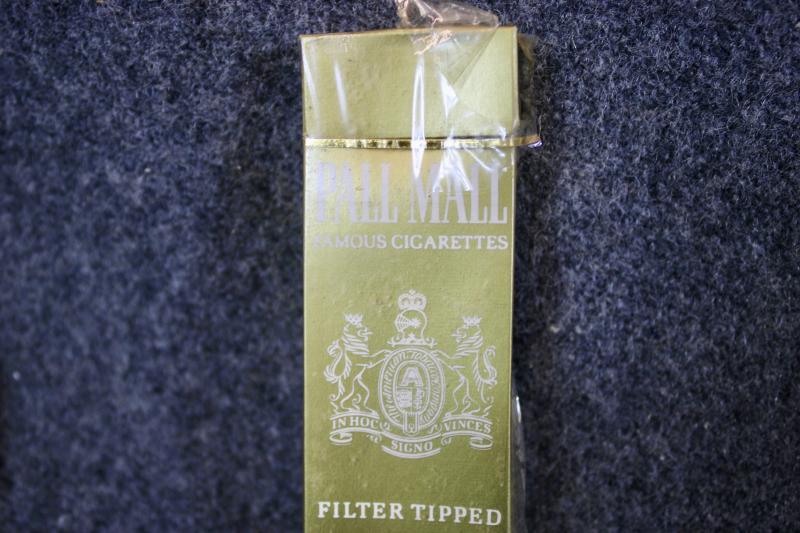 PALL MALL
FAMOUS CIGARETTES
A
IN HOC SIGNO VINCES
FILTER TIPPED